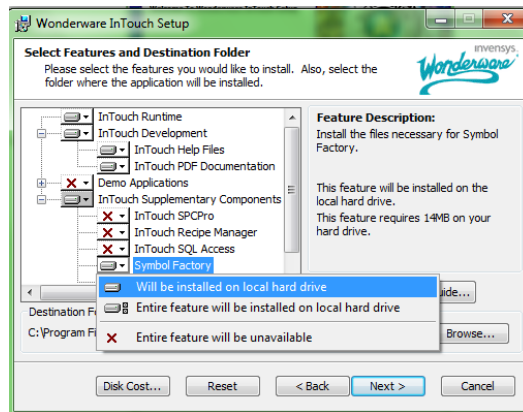 Wonderware InTouch Setup
Select Features and Destination Folder
Please select the features you would like to install. Also, select the
folder where the application will be installed.
invensys.
Wonderware
InTouch Runtime
InTouch Development
InTouch Help Files
InTouch PDF Documentation
Demo Applications
InTouch Supplementary Components
InTouch SPCPro
InTouch Recipe Manager
InTouch SQL Access
Symbol Factory
Feature Description:
Install the files necessary for Symbol
Factory.
This feature will be installed on the
local hard drive.
This feature requires 14MB on your
hard drive.
Will be installed on local hard drive
Entire feature will be installed on local hard drive
Entire feature will be unavailable
uide...
Destination F
C:\Program Fi
Browse...
Disk Cost...
Reset
< Back
Next >
Cancel